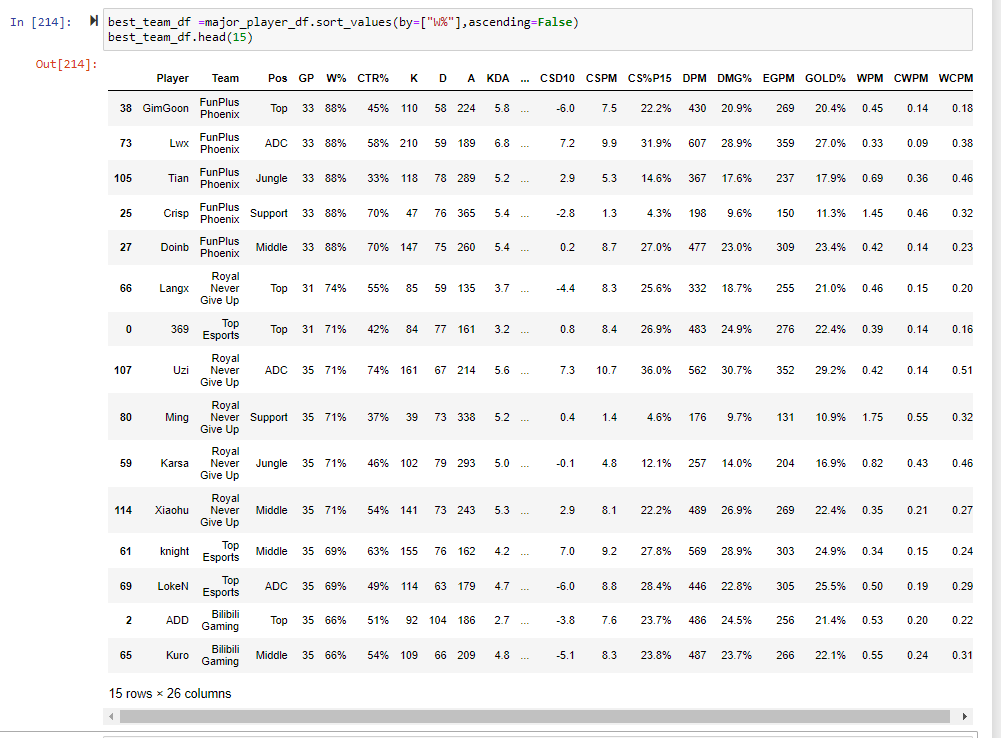 In [214]:
best_team_df =major_player_df.sort_values(by=["W%"],ascending=False)
best_team_df.head(15)
Out[214]:
Player Team Pos GP W% CTR% K D A KDA ... CSD10 CSPM CS%P15 DPM DMG% EGPM GOLD% WPM CWPM WCPM
38 GimGoon FunPlus Phoenix Top 33 88% 45% 110 58 224 5.8 ... -6.0 7.5 22.2% 430 20.9% 269 20.4% 0.45 0.14 0.18
73 Lwx FunPlus Phoenix ADC 33 88% 58% 210 59 189 6.8 ... 7.2 9.9 31.9% 607 28.9% 359 27.0% 0.33 0.09 0.38
105 Tian FunPlus Phoenix Jungle 33 88% 33% 118 78 289 5.2 ... 2.9 5.3 14.6% 367 17.6% 237 17.9% 0.69 0.36 0.46
25 Crisp FunPlus Phoenix Support 33 88% 70% 47 76 365 5.4 ... -2.8 1.3 4.3% 198 9.6% 150 11.3% 1.45 0.46 0.32
27 Doinb FunPlus Phoenix Middle 33 88% 70% 147 75 260 5.4 ... 0.2 8.7 27.0% 477 23.0% 309 23.4% 0.42 0.14 0.23
66 Langx Royal Never Give Up Top 31 74% 55% 85 59 135 3.7 ... -4.4 8.3 25.6% 332 18.7% 255 21.0% 0.46 0.15 0.20
0 369 Top Esports Top 31 71% 42% 84 77 161 3.2 ... 0.8 8.4 26.9% 483 24.9% 276 22.4% 0.39 0.14 0.16
107 Uzi Royal Never Give Up ADC 35 71% 74% 161 67 214 5.6 ... 7.3 10.7 36.0% 562 30.7% 352 29.2% 0.42 0.14 0.51
80 Ming Royal Never Give Up Support 35 71% 37% 39 73 338 5.2 ... 0.4 1.4 4.6% 176 9.7% 131 10.9% 1.75 0.55 0.32
59 Karsa Royal Never Give Up Jungle 35 71% 46% 102 79 293 5.0 ... -0.1 4.8 12.1% 257 14.0% 204 16.9% 0.82 0.43 0.46
114 Xiaohu Royal Never Give Up Middle 35 71% 54% 141 73 243 5.3 ... 2.9 8.1 22.2% 489 26.9% 269 22.4% 0.35 0.21 0.27
61 knight Top Esports Middle 35 69% 63% 155 76 162 4.2 ... 7.0 9.2 27.8% 569 28.9% 303 24.9% 0.34 0.15 0.24
69 LokeN Top Esports ADC 35 69% 49% 114 63 179 4.7 ... -6.0 8.8 28.4% 446 22.8% 305 25.5% 0.50 0.19 0.29
2 ADD Bilibili Gaming Top 35 66% 51% 92 104 186 2.7 ... -3.8 7.6 23.7% 486 24.5% 256 21.4% 0.53 0.20 0.22
65 Kuro Bilibili Gaming Middle 35 66% 54% 109 66 209 4.8 ... -5.1 8.3 23.8% 487 23.7% 266 22.1% 0.55 0.24 0.31
15 rows × 26 columns